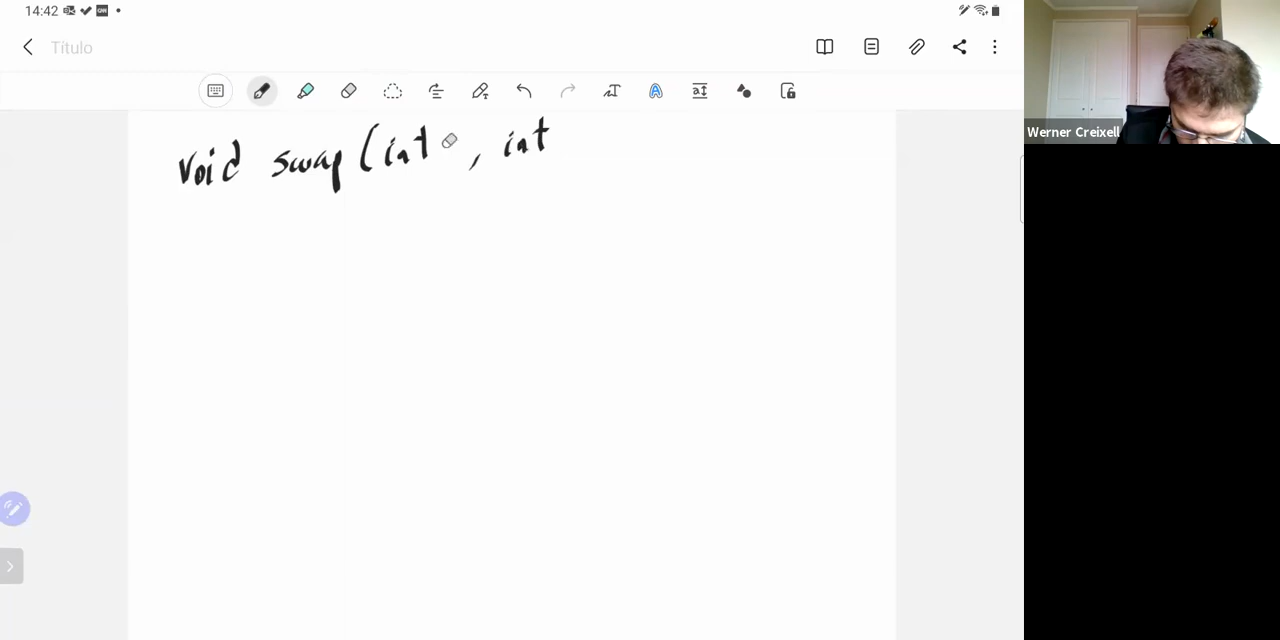 14:42
Título
void swap (int , int
Werner Creixell